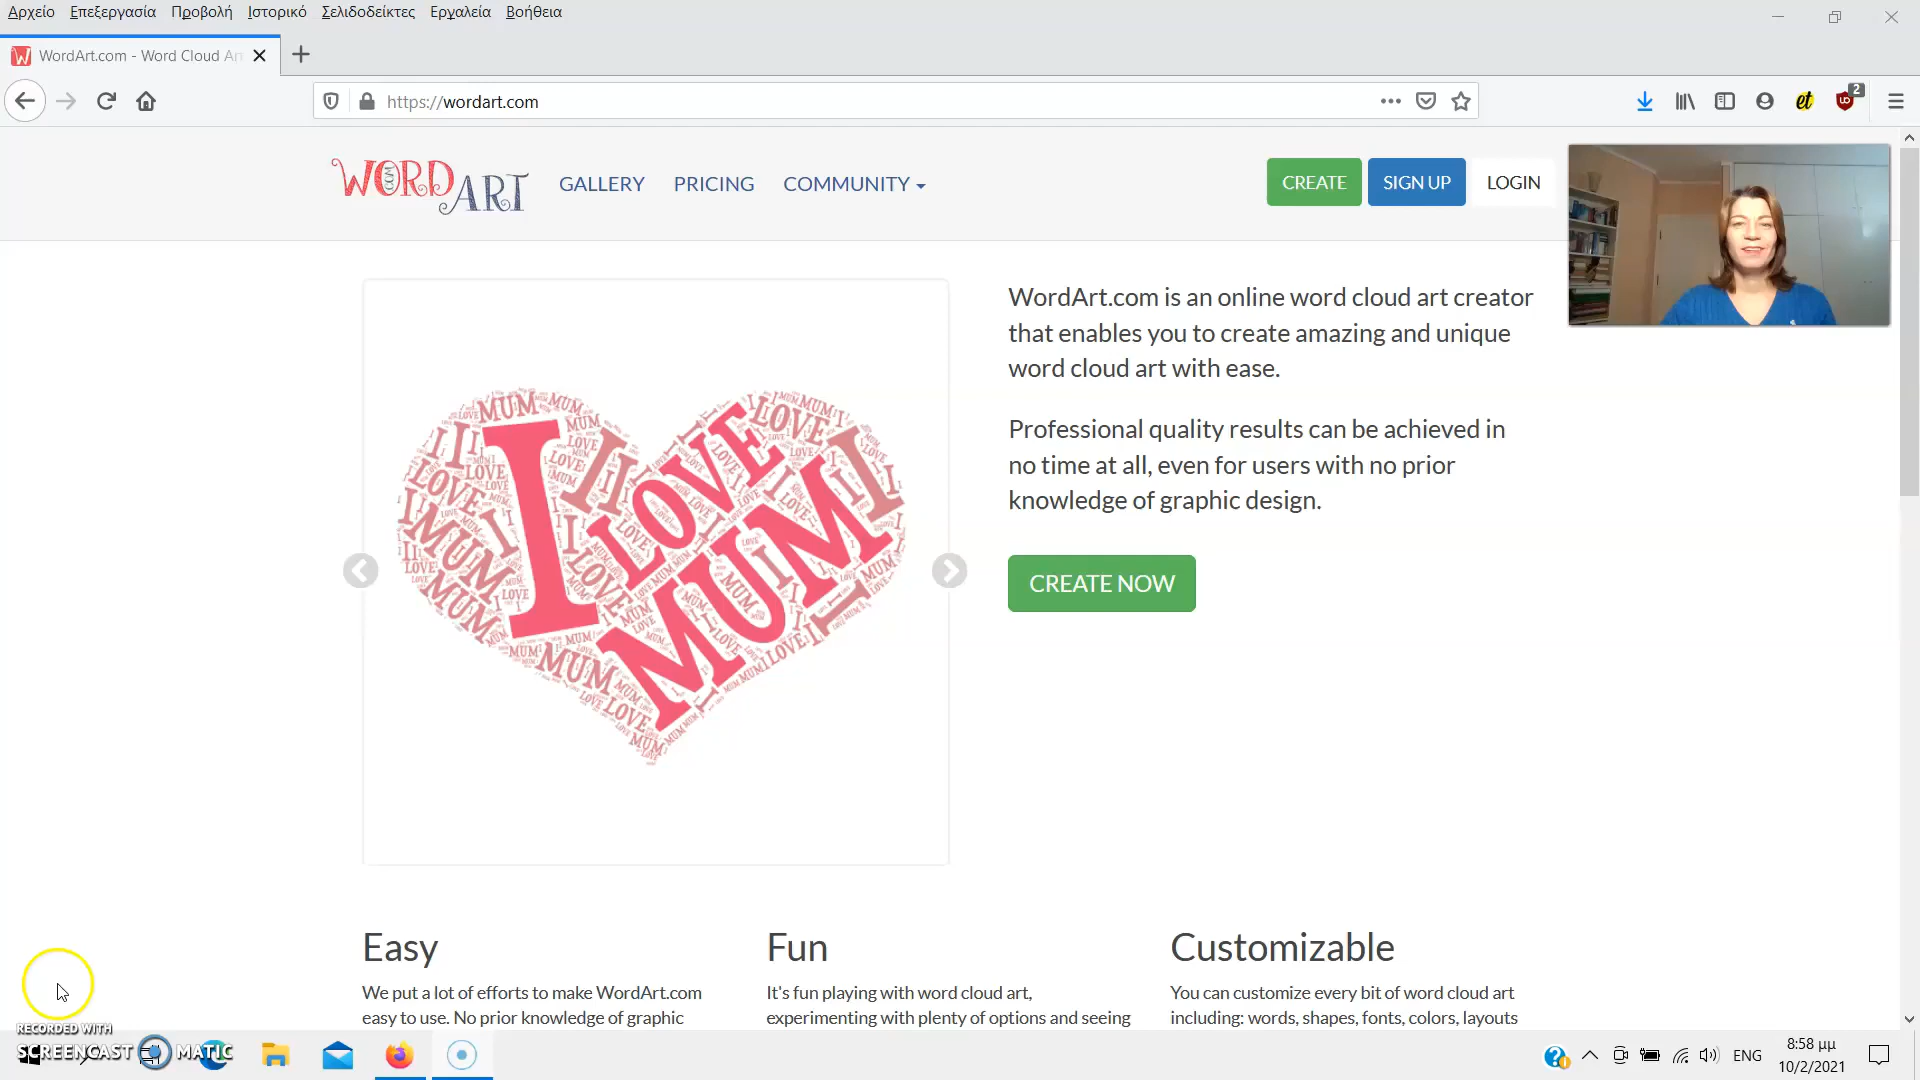 Αρχείο Επεξεργασία Προβολή Ιστορικό Σελιδοδείκτες Εργαλεία Βοήθεια
WordArt.com - Word Cloud Ar
https://wordart.com
2
WORD ART .COM
GALLERY PRICING COMMUNITY
CREATE SIGN UP LOGIN
WordArt.com is an online word cloud art creator
that enables you to create amazing and unique
word cloud art with ease.
Professional quality results can be achieved in
no time at all, even for users with no prior
knowledge of graphic design.
CREATE NOW
I LOVE MUM
Easy
We put a lot of efforts to make WordArt.com
easy to use. No prior knowledge of graphic
Fun
It's fun playing with word cloud art,
experimenting with plenty of options and seeing
Customizable
You can customize every bit of word cloud art
including: words, shapes, fonts, colors, layouts
RECORDED WITH
SCREENCAST MATIC
ENG
8:58 μμ
10/2/2021